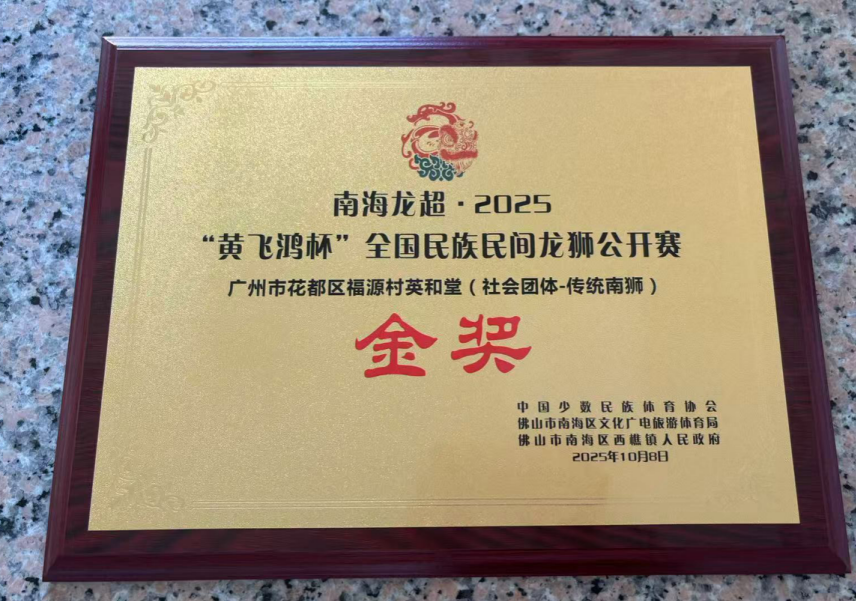 南海龙超·2025
“黄飞鸿杯”全国民族民间龙狮公开赛
广州市花都区福源村英和堂（社会团体-传统南狮）
金奖
中国少数民族体育协会
佛山市南海区文化广电旅游体育局
佛山市南海区西樵镇人民政府
2025年10月8日